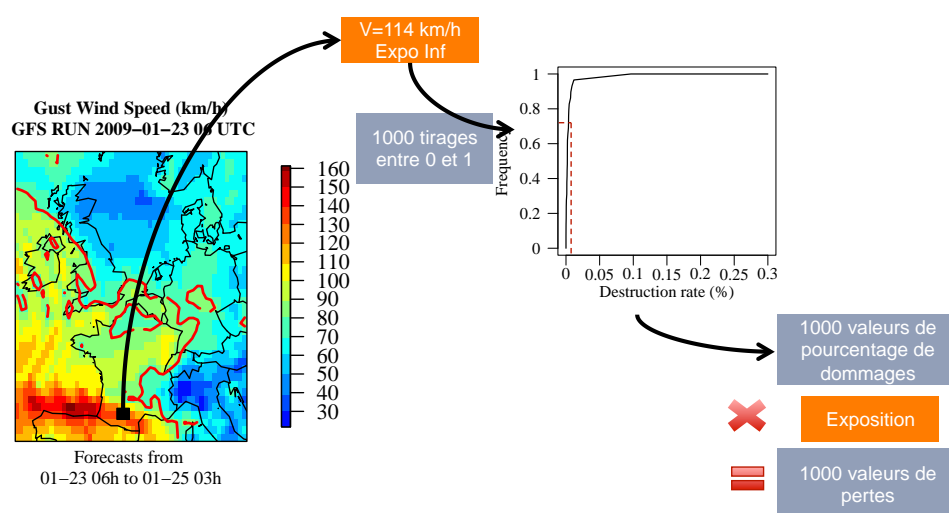 V=114 km/h
Expo Inf
Gust Wind Speed (km/h)
GFS RUN 2009−01−23 06 UTC
1000 tirages
entre 0 et 1
160
150
140
130
120
110
100
90
80
70
60
50
40
30
Forecasts from
01−23 06h to 01−25 03h
Frequency
1
0.8
0.6
0.4
0.2
0
0
0.05
0.1
0.15
0.2
0.25
0.3
Destruction rate (%)
1000 valeurs de
pourcentage de
dommages
Exposition
1000 valeurs de
pertes